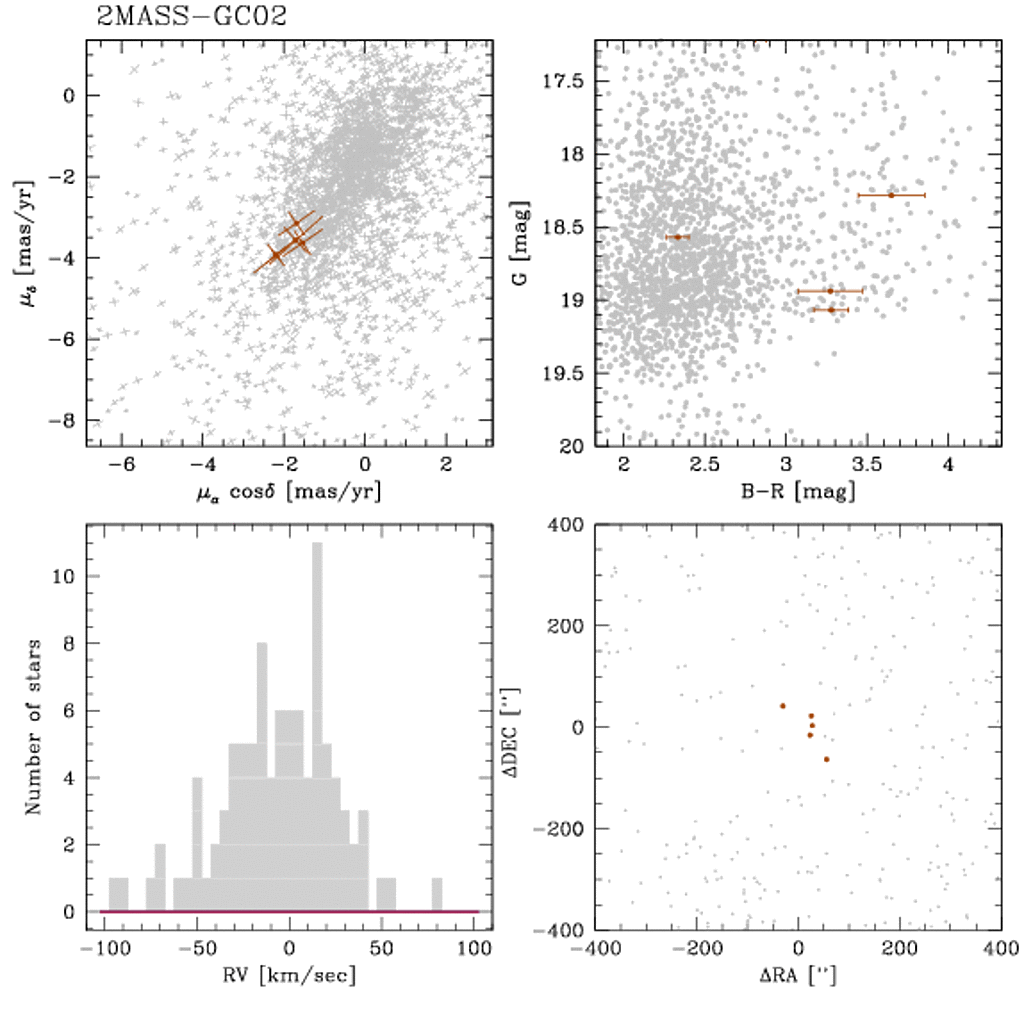 2MASS-GC02
0
−2
−4
−6
−8
μδ [mas/yr]
−6 −4 −2 0 2
μα cosδ [mas/yr]
17.5
18
18.5
19
19.5
20
G [mag]
2 2.5 3 3.5 4
B−R [mag]
10
8
6
4
2
0
Number of stars
−100 −50 0 50 100
RV [km/sec]
400
200
0
−200
−400
ΔDEC [′′]
−400 −200 0 200 400
ΔRA [′′]